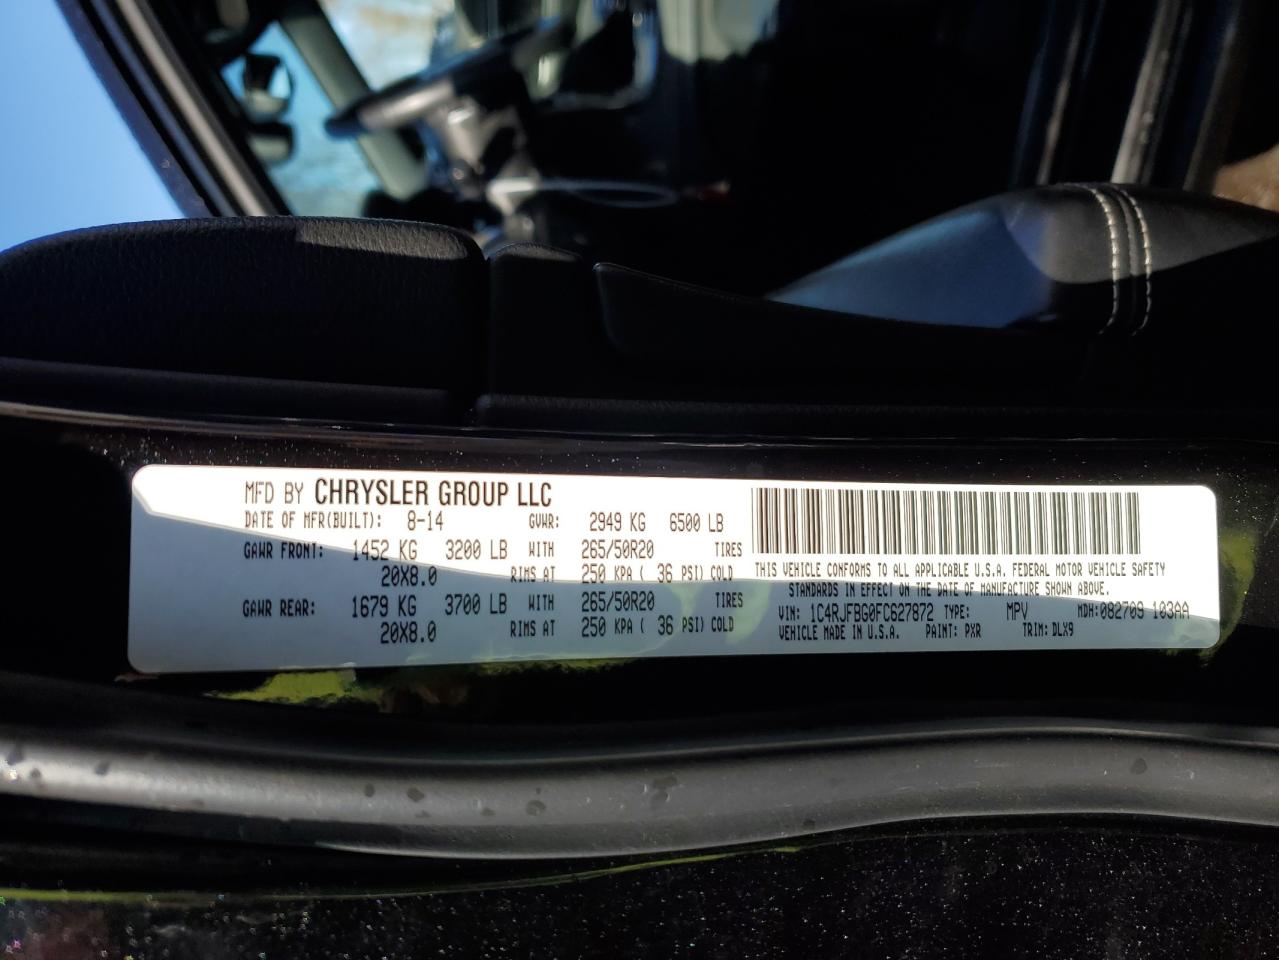 MFD BY CHRYSLER GROUP LLC
DATE OF MFR(BUILT): 8-14 GVWR: 2949 KG 6500 LB
GAWR FRONT: 1452 KG 3200 LB WITH 265/50R20 TIRES
20X8.0 RIMS AT 250 KPA ( 36 PSI) COLD
GAWR REAR: 1679 KG 3700 LB WITH 265/50R20 TIRES
20X8.0 RIMS AT 250 KPA ( 36 PSI) COLD
THIS VEHICLE CONFORMS TO ALL APPLICABLE U.S.A. FEDERAL MOTOR VEHICLE SAFETY
STANDARDS IN EFFECT ON THE DATE OF MANUFACTURE SHOWN ABOVE.
VIN: 1C4RJFBG0FC627872 TYPE: MPV MDH:082709 103AA
VEHICLE MADE IN U.S.A. PAINT: PXR TRIM: DLX9